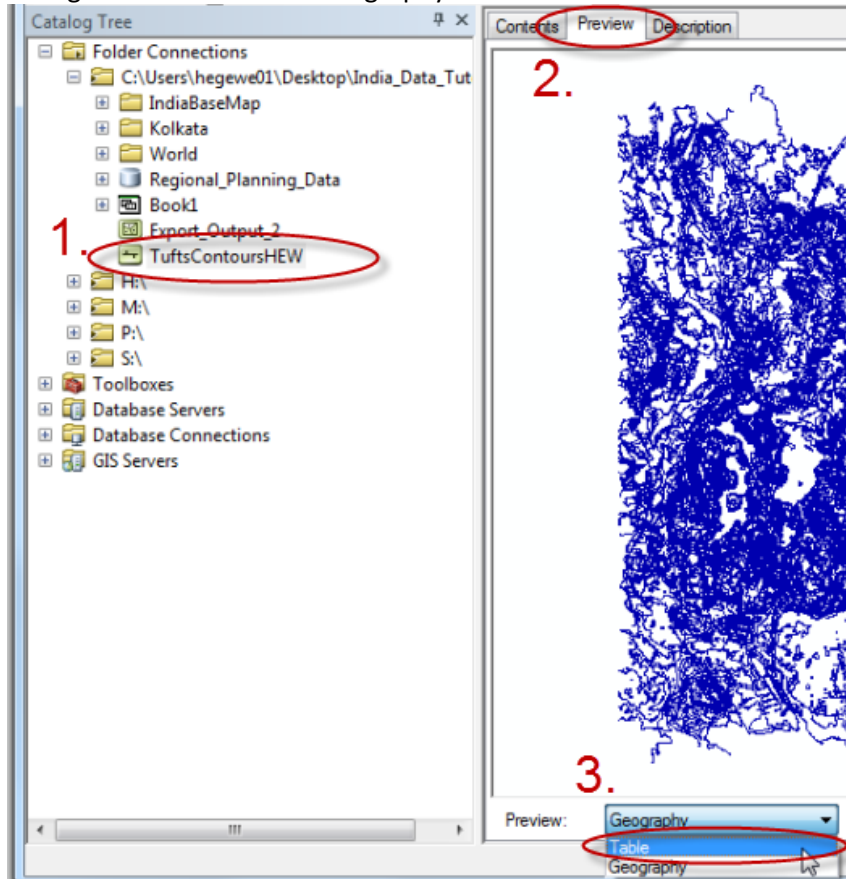 Catalog Tree
Folder Connections
C:\Users\hegewe01\Desktop\India_Data_Tut
IndiaBaseMap
Kolkata
World
Regional_Planning_Data
Book1
Export_Output_2
1.
TuftsContoursHEW
H:\
M:\
P:\
S:\
Toolboxes
Database Servers
Database Connections
GIS Servers
Contents Preview Description
2.
3.
Preview: Geography
Table
Geography